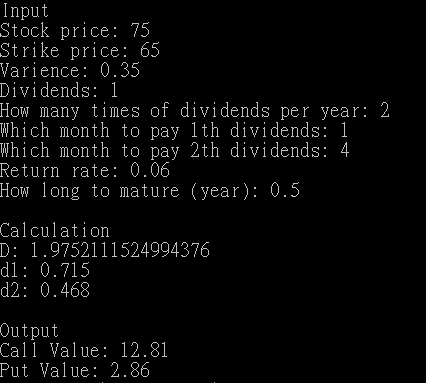 Input
Stock price: 75
Strike price: 65
Varience: 0.35
Dividends: 1
How many times of dividends per year: 2
Which month to pay 1th dividends: 1
Which month to pay 2th dividends: 4
Return rate: 0.06
How long to mature (year): 0.5
Calculation
D: 1.9752111524994376
d1: 0.715
d2: 0.468
Output
Call Value: 12.81
Put Value: 2.86